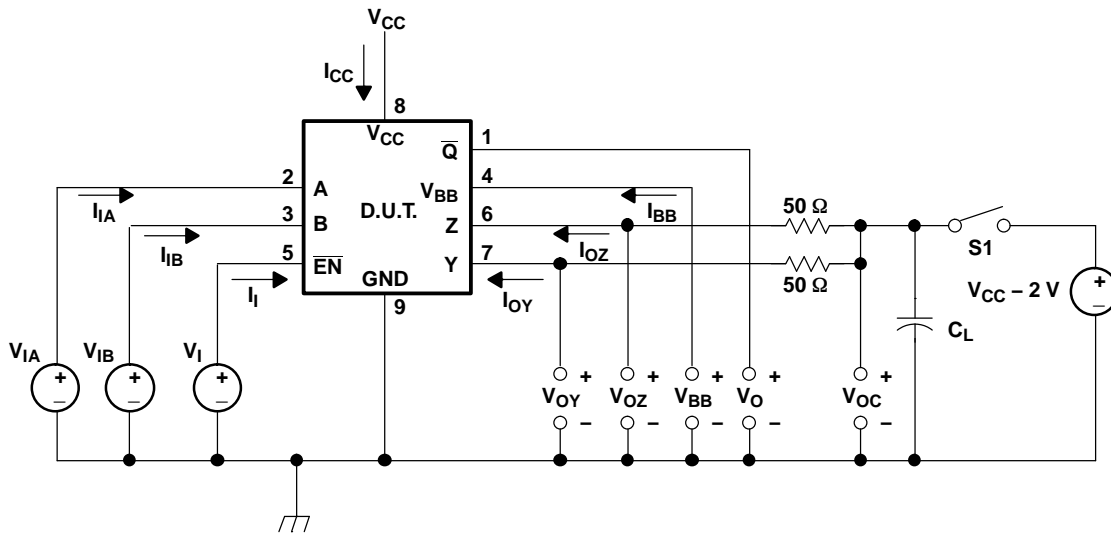 VCC
ICC
8
VCC
Q̅ 1
2 A
VBB 4
IIA
D.U.T.
IBB
3 B
Z 6
50 Ω
IIB
IOZ
S1
5 E̅N̅
Y 7
GND
50 Ω
II
9
IOY
VCC – 2 V
+
–
CL
VIA
VIB
VI
+
–
+
–
+
–
+ + + + +
VOY VOZ VBB VO VOC
– – – – –